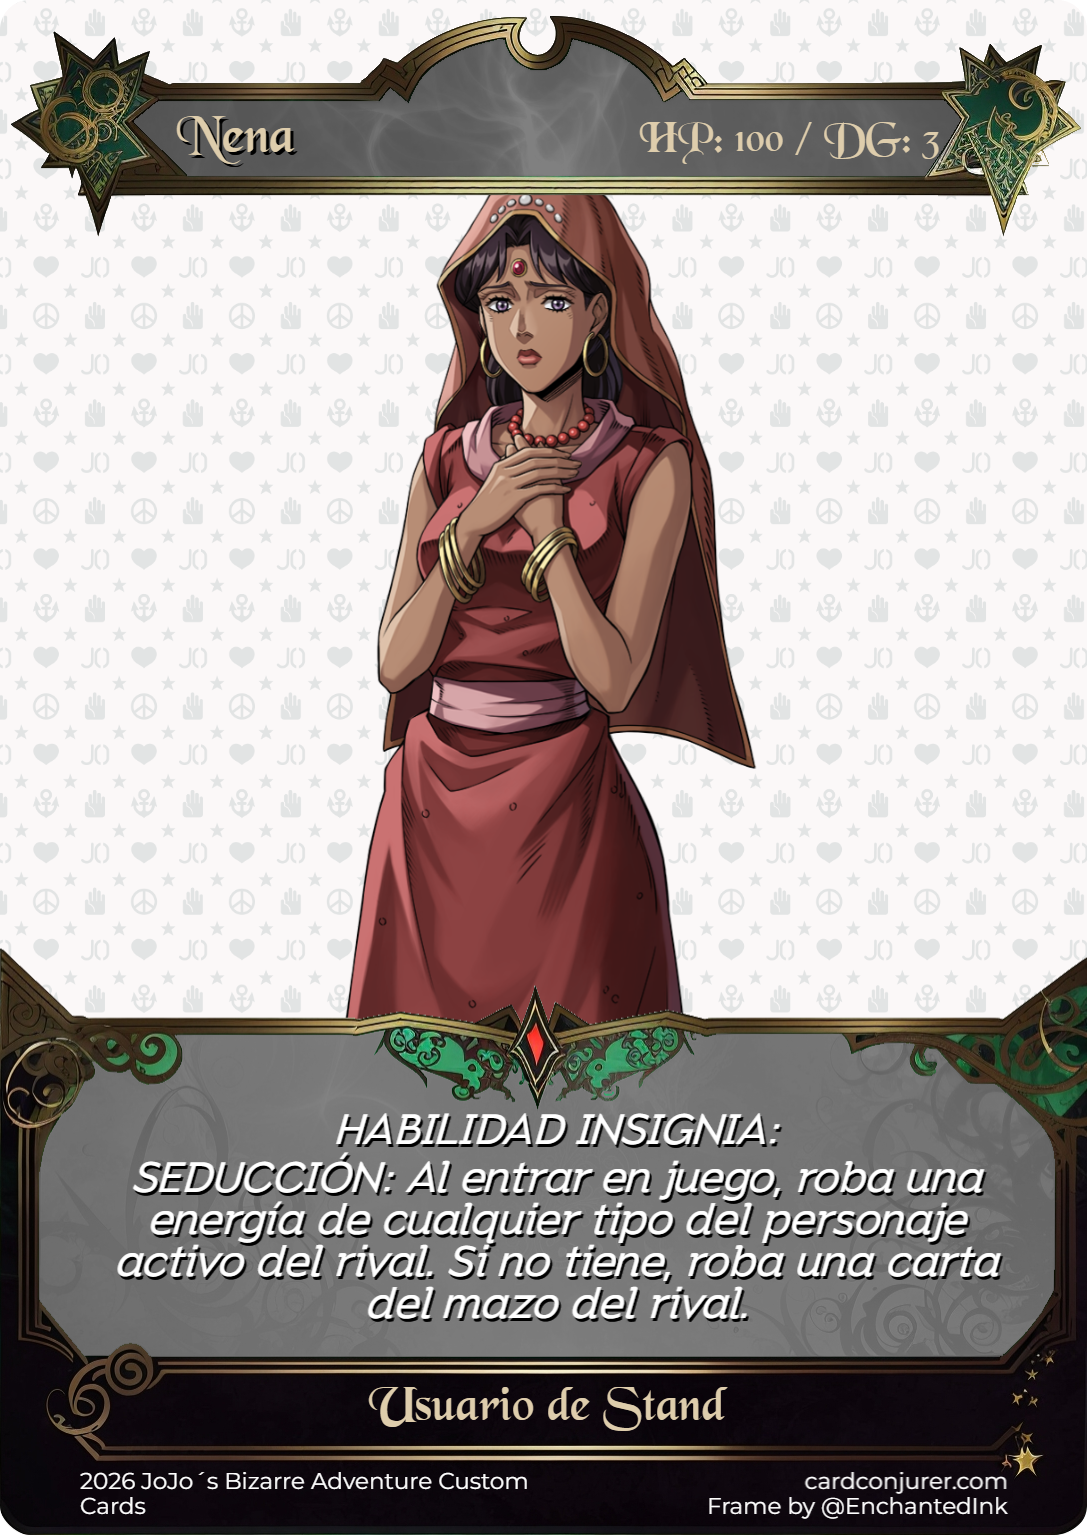 Nena
HP: 100 / DG: 3
HABILIDAD INSIGNIA:
SEDUCCIÓN: Al entrar en juego, roba una
energía de cualquier tipo del personaje
activo del rival. Si no tiene, roba una carta
del mazo del rival.
Usuario de Stand
2026 JoJo´s Bizarre Adventure Custom
Cards
cardconjurer.com
Frame by @EnchantedInk